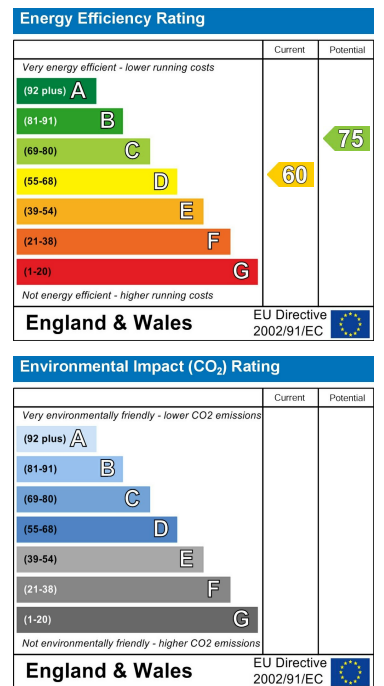 Energy Efficiency Rating
Current Potential
Very energy efficient - lower running costs
(92 plus) A
(81-91) B
(69-80) C
75
(55-68) D
60
(39-54) E
(21-38) F
(1-20) G
Not energy efficient - higher running costs
England & Wales
EU Directive
2002/91/EC
Environmental Impact (CO₂) Rating
Current Potential
Very environmentally friendly - lower CO2 emissions
(92 plus) A
(81-91) B
(69-80) C
(55-68) D
(39-54) E
(21-38) F
(1-20) G
Not environmentally friendly - higher CO2 emissions
England & Wales
EU Directive
2002/91/EC